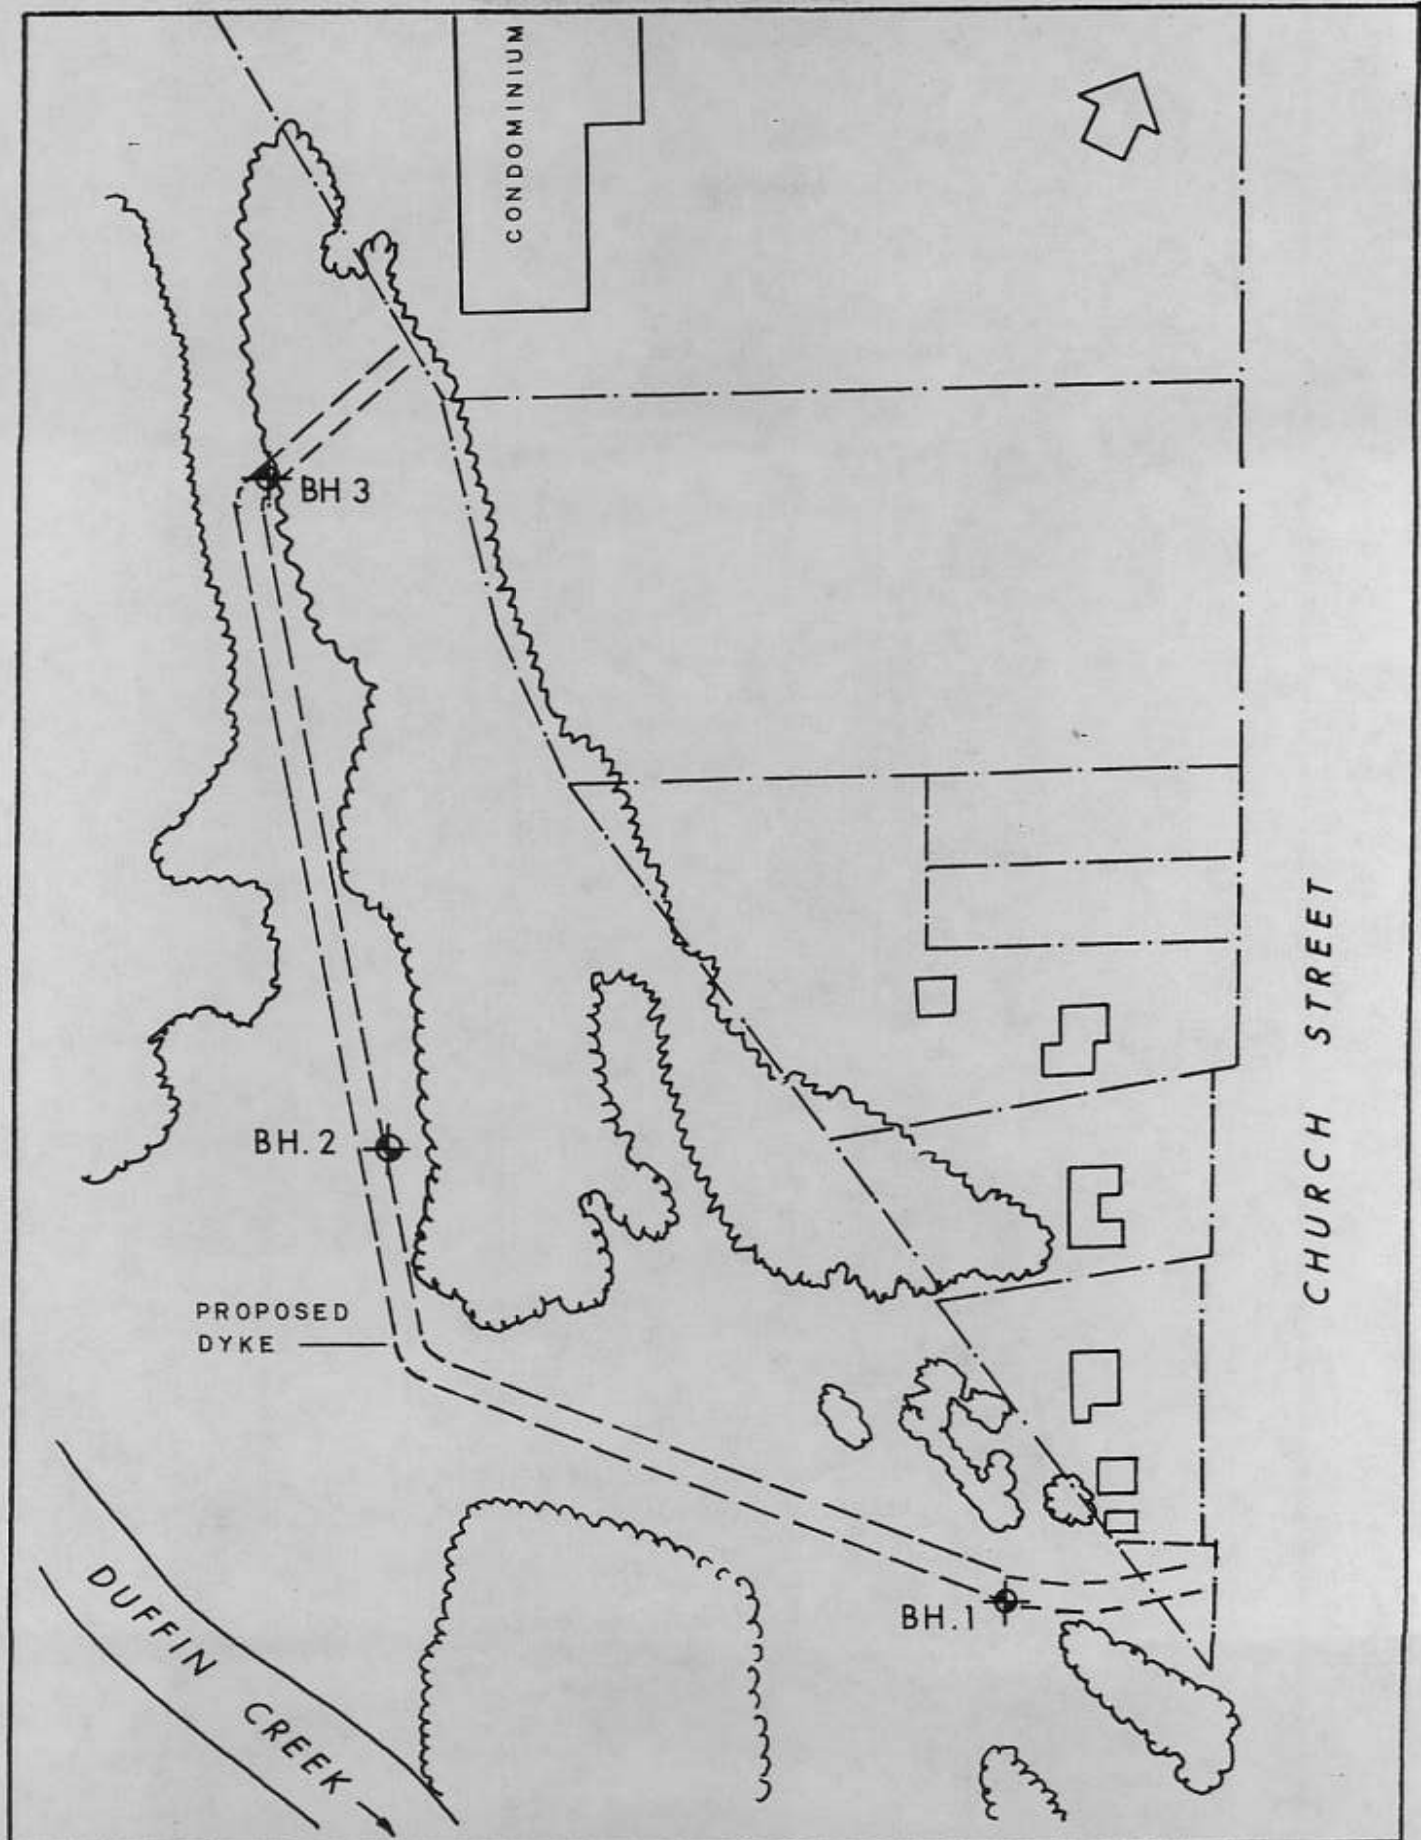 CONDOMINIUM
BH 3
BH. 2
PROPOSED
DYKE
CHURCH STREET
BH. 1
DUFFIN CREEK